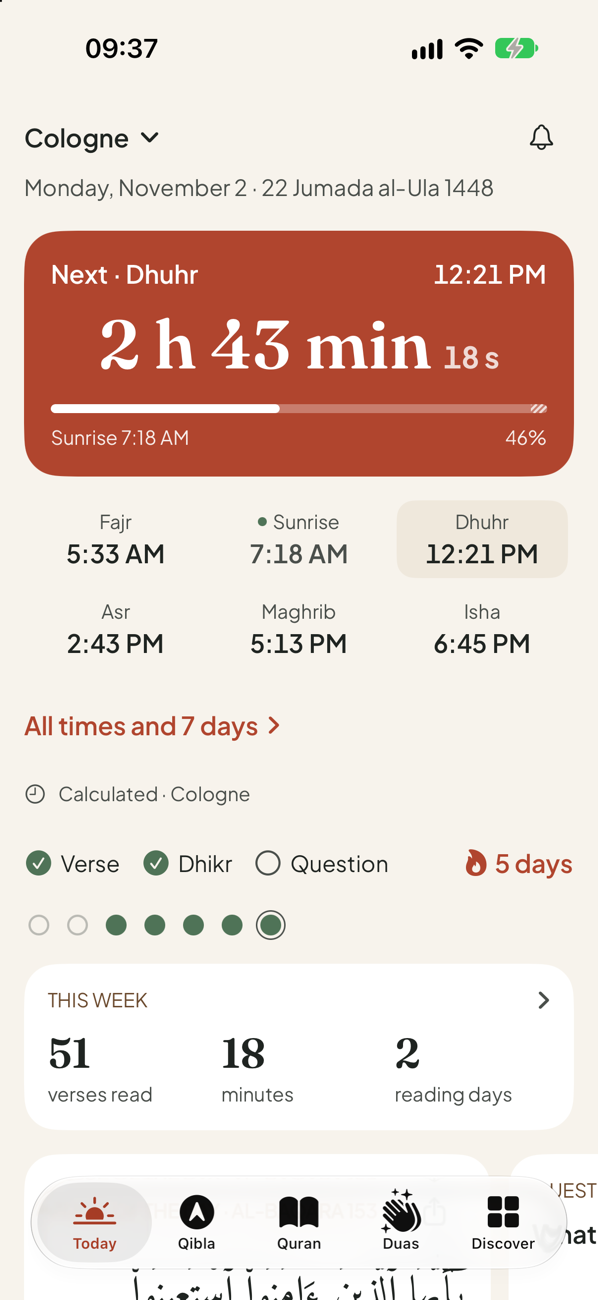 09:37
Cologne
Monday, November 2 · 22 Jumada al-Ula 1448
Next · Dhuhr 12:21 PM
2 h 43 min 18 s
Sunrise 7:18 AM 46%
Fajr Sunrise Dhuhr
5:33 AM 7:18 AM 12:21 PM
Asr Maghrib Isha
2:43 PM 5:13 PM 6:45 PM
All times and 7 days
Calculated · Cologne
Verse Dhikr Question 5 days
THIS WEEK
51 18 2
verses read minutes reading days
Today Qibla Quran Duas Discover